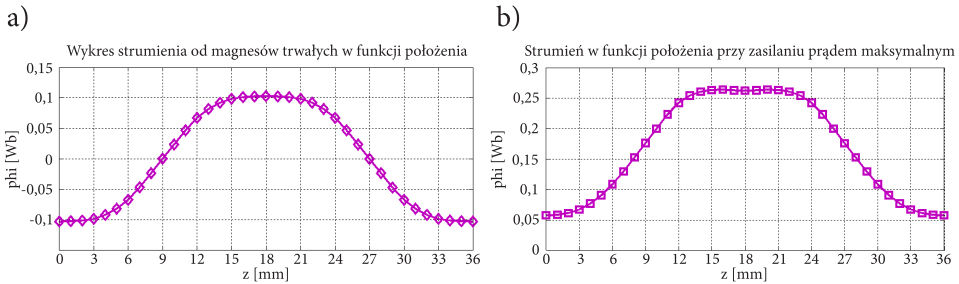 a)
Wykres strumienia od magnesów trwałych w funkcji położenia
0,15
0,1
0,05
0
-0,05
-0,1
phi [Wb]
0 3 6 9 12 15 18 21 24 27 30 33 36
z [mm]
b)
Strumień w funkcji położenia przy zasilaniu prądem maksymalnym
0,3
0,25
0,2
0,15
0,1
0,05
0
phi [Wb]
0 3 6 9 12 15 18 21 24 27 30 33 36
z [mm]